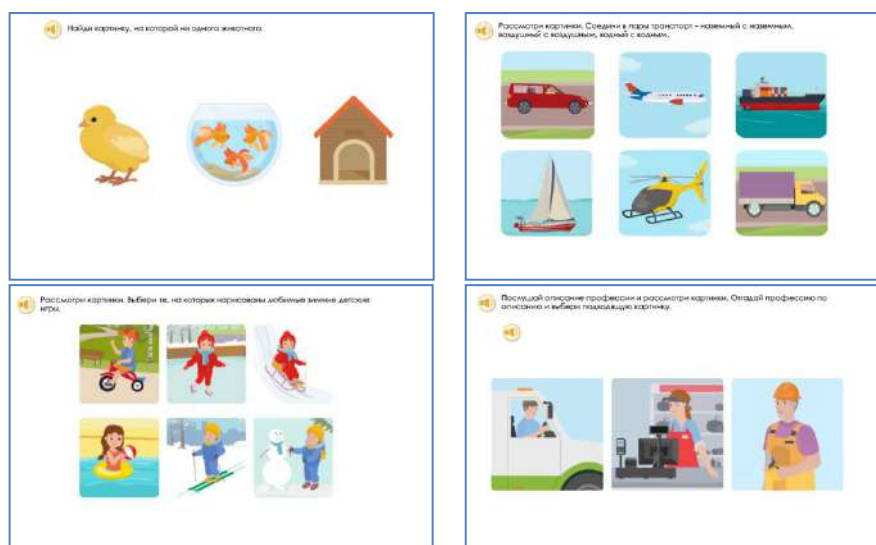 Найди картинку, на которой ни одного животного.
Рассмотри картинки. Соедини в пары транспорт – наземный с наземным,
воздушный с воздушным, водный с водным.
Рассмотри картинки. Выбери те, на которых нарисованы любимые зимние детские
игры.
Послушай описание профессии и рассмотри картинки. Отгадай профессию по
описанию и выбери подходящую картинку.